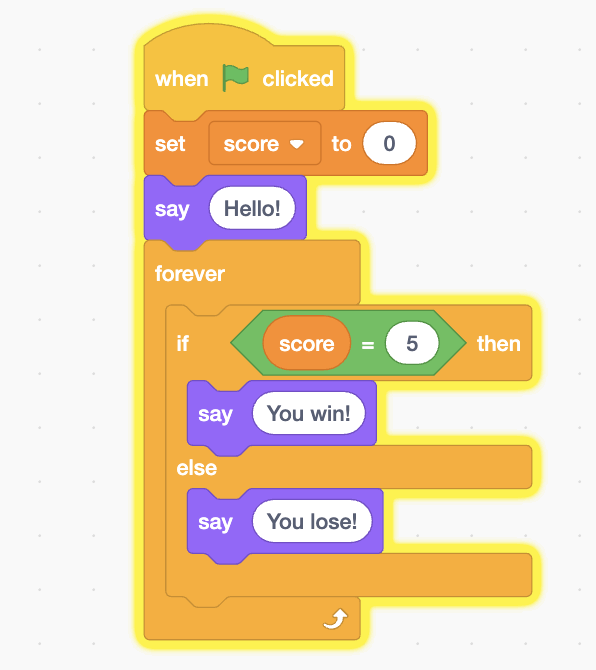 when clicked
set score to 0
say Hello!
forever
if score = 5 then
say You win!
else
say You lose!